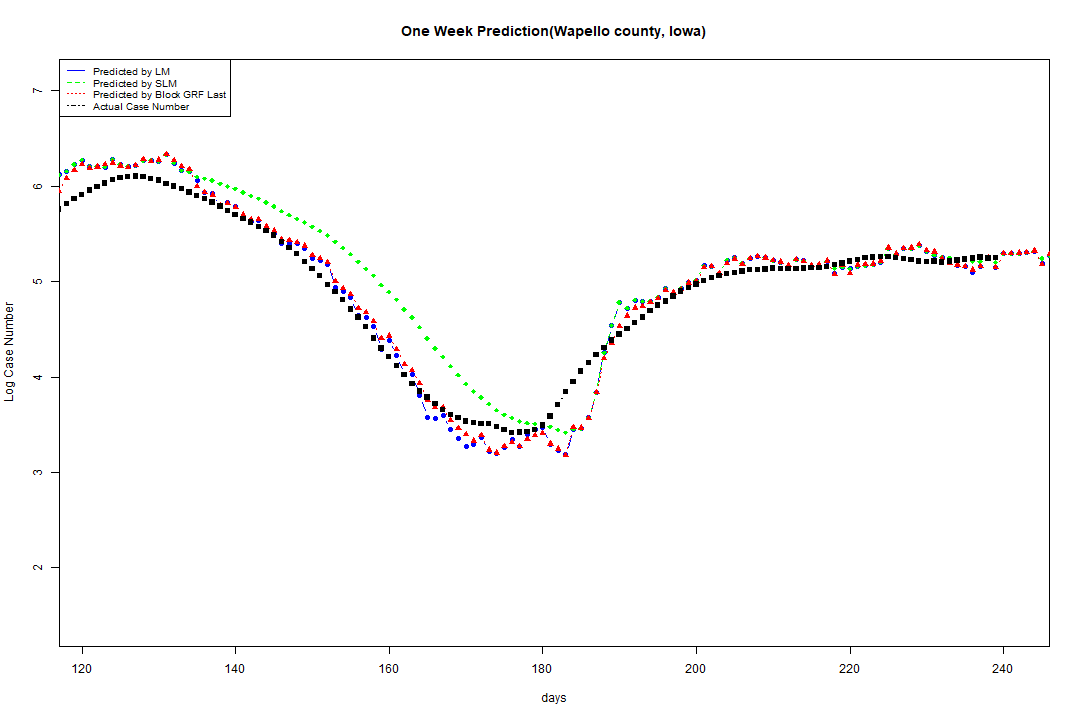 One Week Prediction(Wapello county, Iowa)
Predicted by LM
Predicted by SLM
Predicted by Block GRF Last
Actual Case Number
7
6
5
4
3
2
Log Case Number
120 140 160 180 200 220 240
days